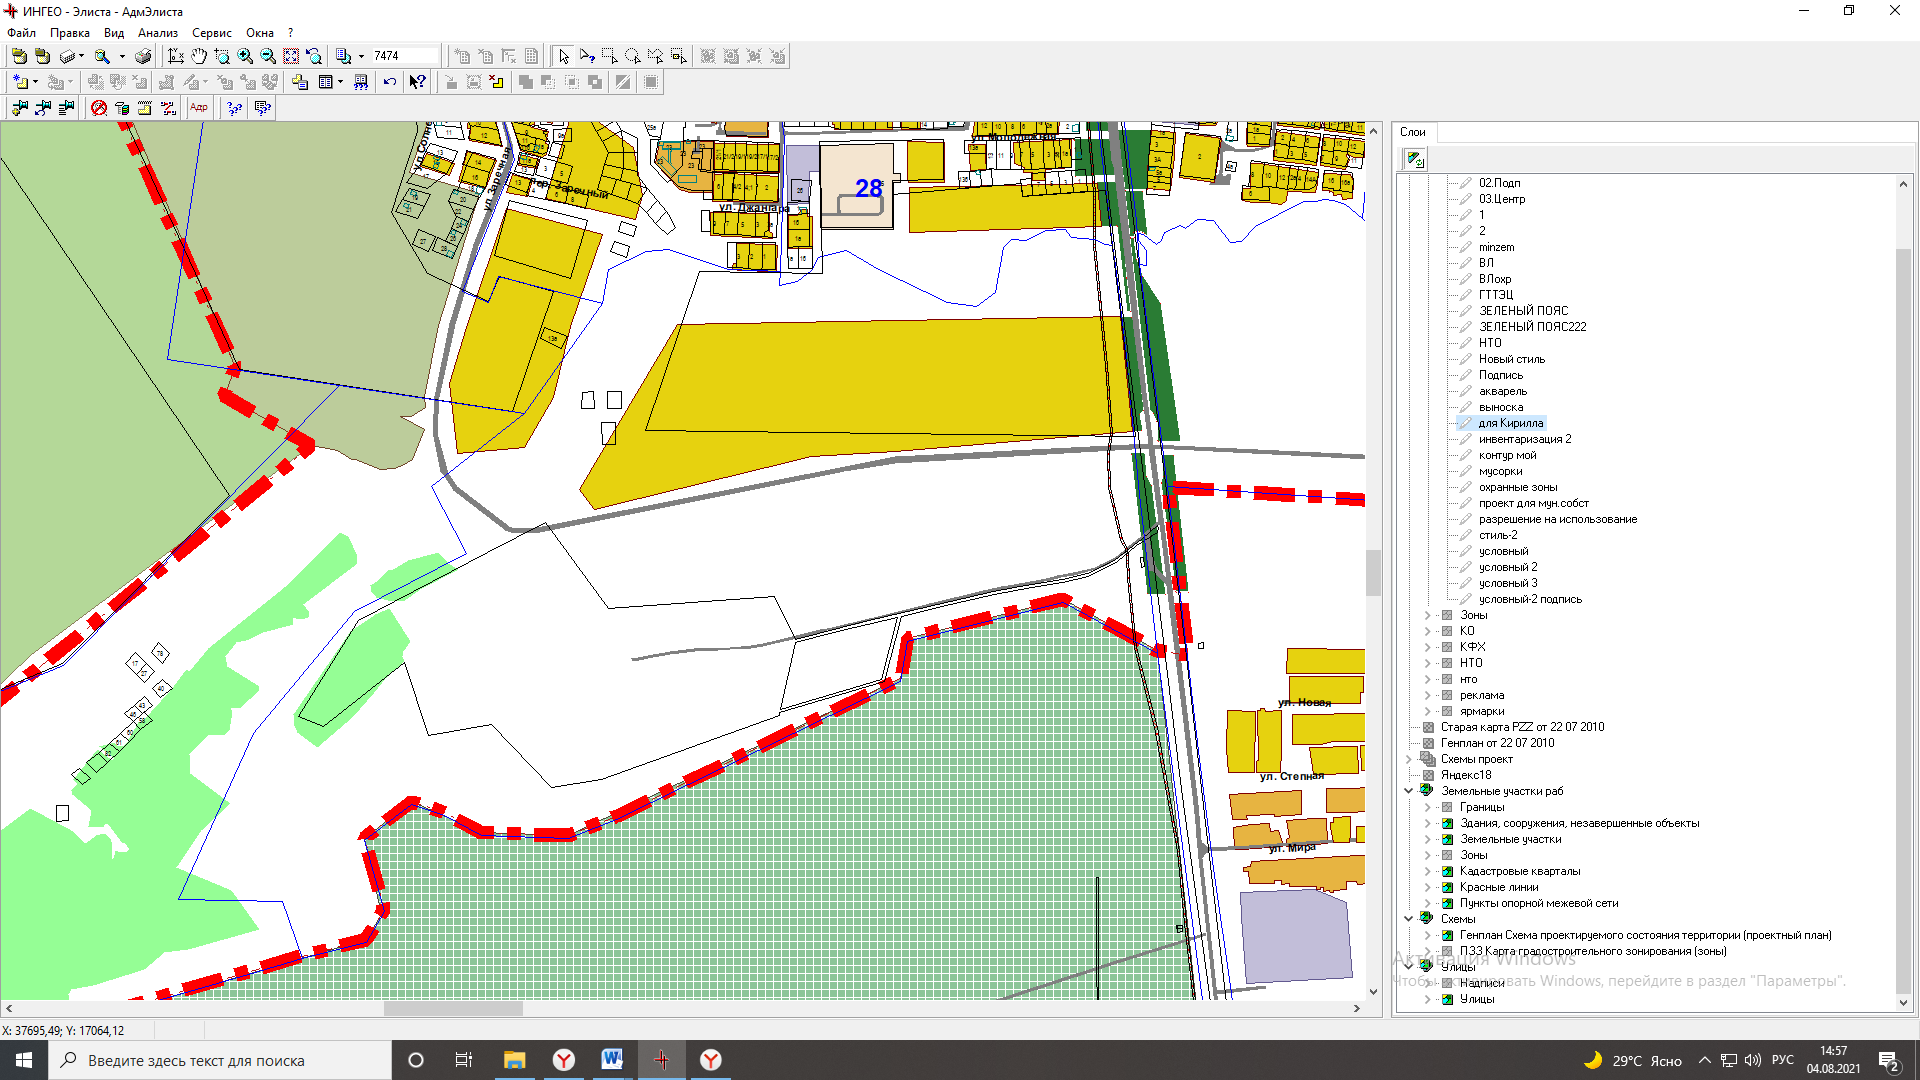 ИНГЕО - Элиста - АдмЭлиста
Файл Правка Вид Анализ Сервис Окна ?
7474
Адр
Слои
02.Подп
03.Центр
1
2
minzem
ВЛ
ВЛохр
ГТТЭЦ
ЗЕЛЕНЫЙ ПОЯС
ЗЕЛЕНЫЙ ПОЯС222
НТО
Новый стиль
Подпись
акварель
выноска
для Кирилла
инвентаризация 2
контур мой
мусорки
охранные зоны
проект для мун.собст
разрешение на использование
стиль-2
условный
условный 2
условный 3
условный-2 подпись
Зоны
КО
КФХ
НТО
нто
реклама
ярмарки
Старая карта PZZ от 22 07 2010
Генплан от 22 07 2010
Схемы проект
Яндекс18
Земельные участки раб
Границы
Здания, сооружения, незавершенные объекты
Земельные участки
Зоны
Кадастровые кварталы
Красные линии
Пункты опорной межевой сети
Схемы
Генплан Схема проектируемого состояния территории (проектный план)
ПЗЗ Карта градостроительного зонирования (зоны)
Улицы
Надписи
Улицы
Активация Windows
Чтобы активировать Windows, перейдите в раздел "Параметры".
ул. Молодежная
ул. Заречная
пер. Заречный
ул. Джангара
28
ул. Новая
ул. Степная
ул. Мира
X: 37695,49; Y: 17064,12
Введите здесь текст для поиска
29°C Ясно
РУС
14:57
04.08.2021
2